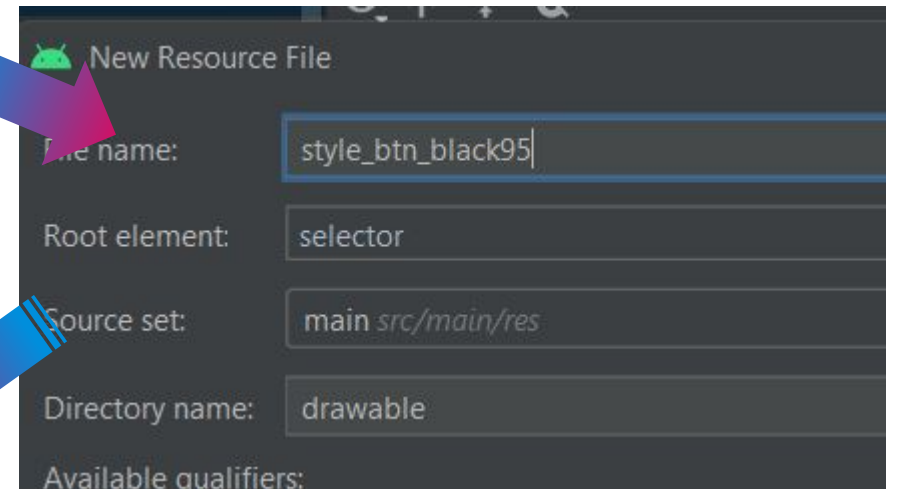 New Resource File
File name: style_btn_black95
Root element: selector
Source set: main src/main/res
Directory name: drawable
Available qualifiers: